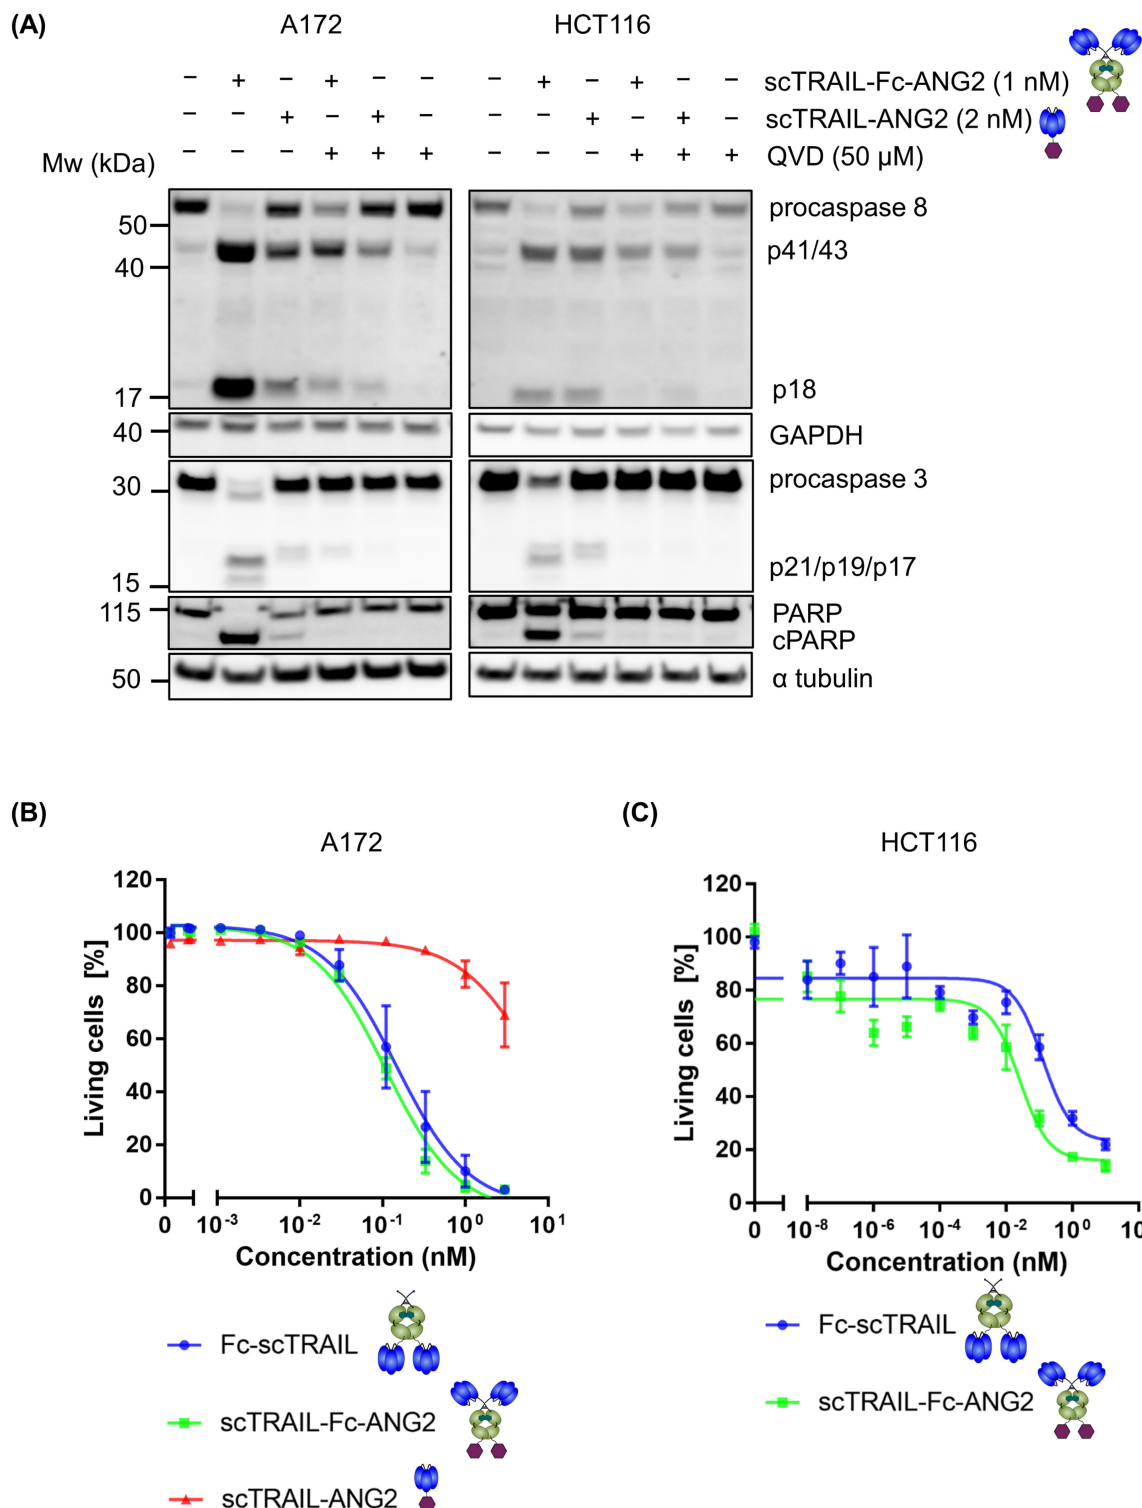 (A)
A172 HCT116
− + − + − − − + − + − − scTRAIL-Fc-ANG2 (1 nM)
− − + − + − − − + − + − scTRAIL-ANG2 (2 nM)
− − − + + + − − − + + + QVD (50 µM)
Mw (kDa)
procaspase 8
50
p41/43
40
p18
17
40
GAPDH
procaspase 3
30
p21/p19/p17
15
115
PARP
cPARP
50
α tubulin
(B)
A172
120
100
80
60
40
20
0
Living cells [%]
0 10⁻³ 10⁻² 10⁻¹ 10⁰ 10¹
Concentration (nM)
Fc-scTRAIL
scTRAIL-Fc-ANG2
scTRAIL-ANG2
(C)
HCT116
120
100
80
60
40
20
0
Living cells [%]
0 10⁻⁸ 10⁻⁶ 10⁻⁴ 10⁻² 10⁰ 10
Concentration (nM)
Fc-scTRAIL
scTRAIL-Fc-ANG2